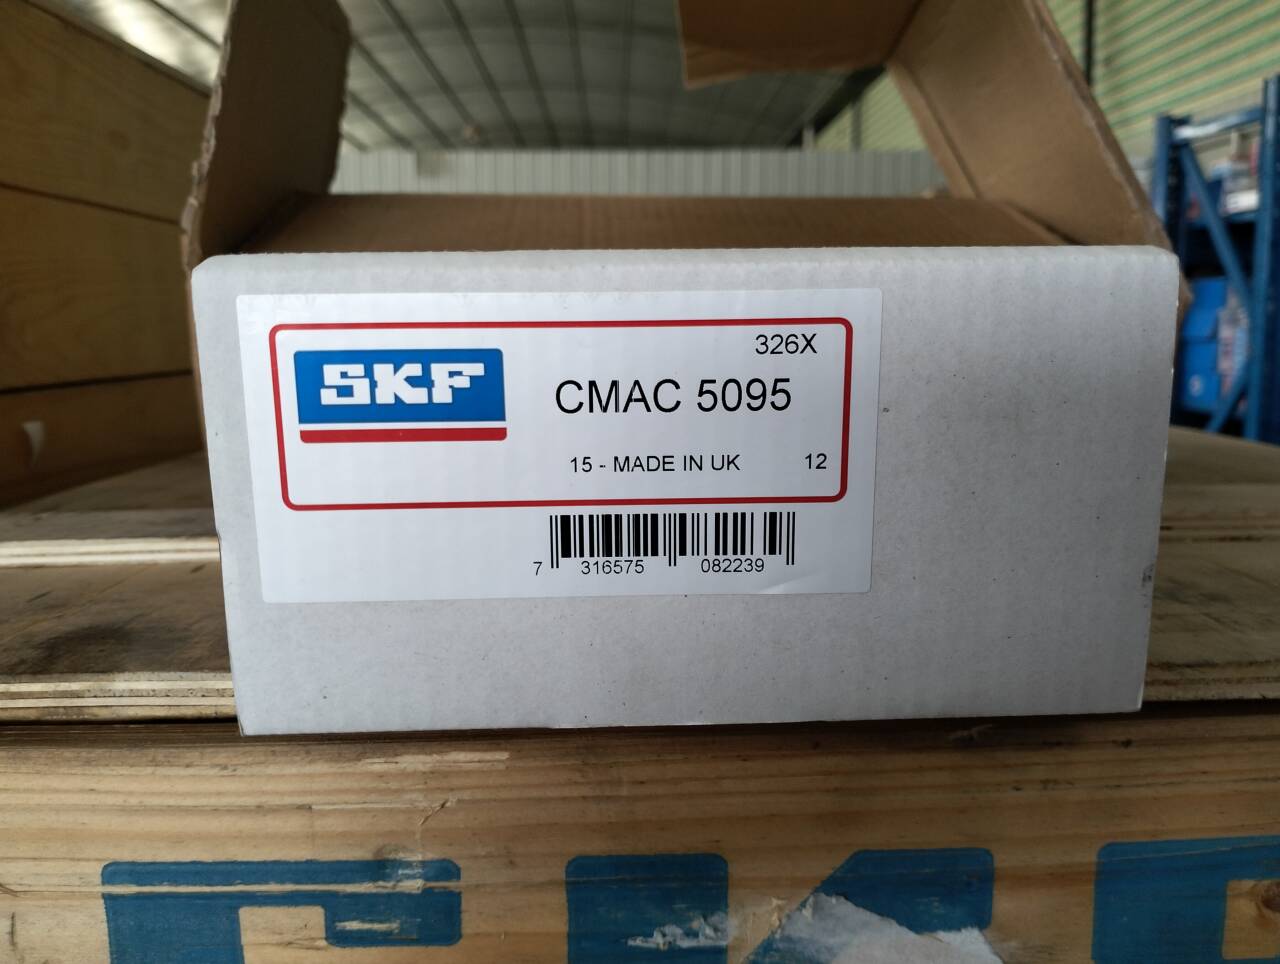 326X
SKF
CMAC 5095
15 - MADE IN UK 12
7 316575 082239